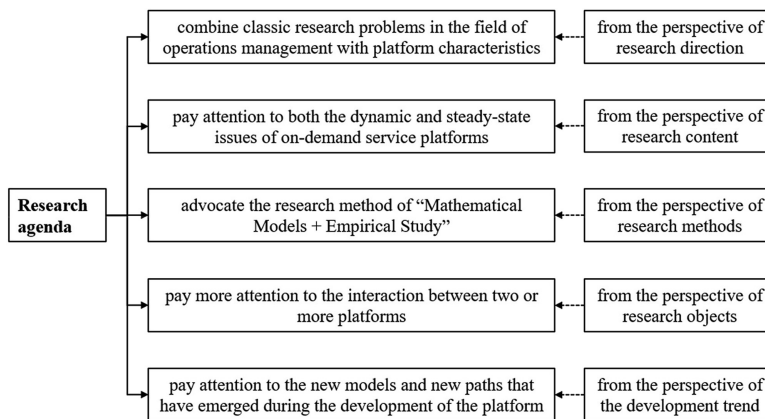 combine classic research problems in the field of
operations management with platform characteristics
from the perspective of
research direction
pay attention to both the dynamic and steady-state
issues of on-demand service platforms
from the perspective of
research content
Research
agenda
advocate the research method of “Mathematical
Models + Empirical Study”
from the perspective of
research methods
pay more attention to the interaction between two or
more platforms
from the perspective of
research objects
pay attention to the new models and new paths that
have emerged during the development of the platform
from the perspective of
the development trend